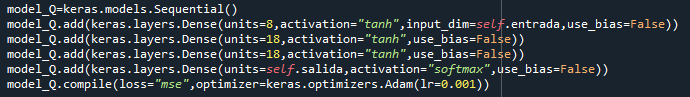 model_Q=keras.models.Sequential()
model_Q.add(keras.layers.Dense(units=8,activation="tanh",input_dim=self.entrada,use_bias=False))
model_Q.add(keras.layers.Dense(units=18,activation="tanh",use_bias=False))
model_Q.add(keras.layers.Dense(units=18,activation="tanh",use_bias=False))
model_Q.add(keras.layers.Dense(units=self.salida,activation="softmax",use_bias=False))
model_Q.compile(loss="mse",optimizer=keras.optimizers.Adam(lr=0.001))